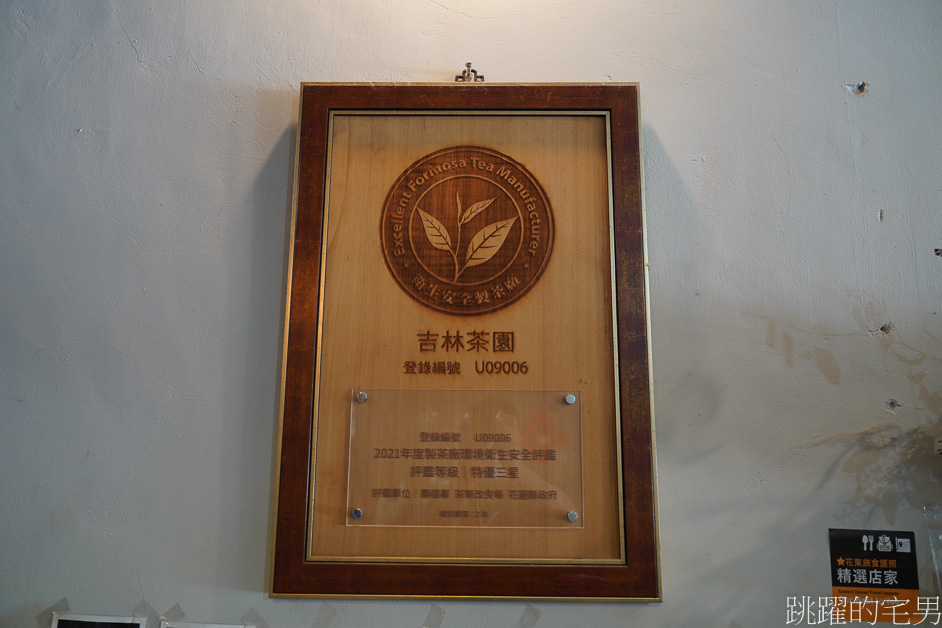 Excellent Formosa Tea Manufacturer
衛生安全製茶廠
吉林茶園
登錄編號 U09006
登錄編號 U09006
2021年度製茶廠環境衛生安全評鑑
評鑑等級｜特優三星
評鑑單位｜農糧署 茶業改良場 花蓮縣政府
★花東旅食護照
精選店家
跳躍的宅男